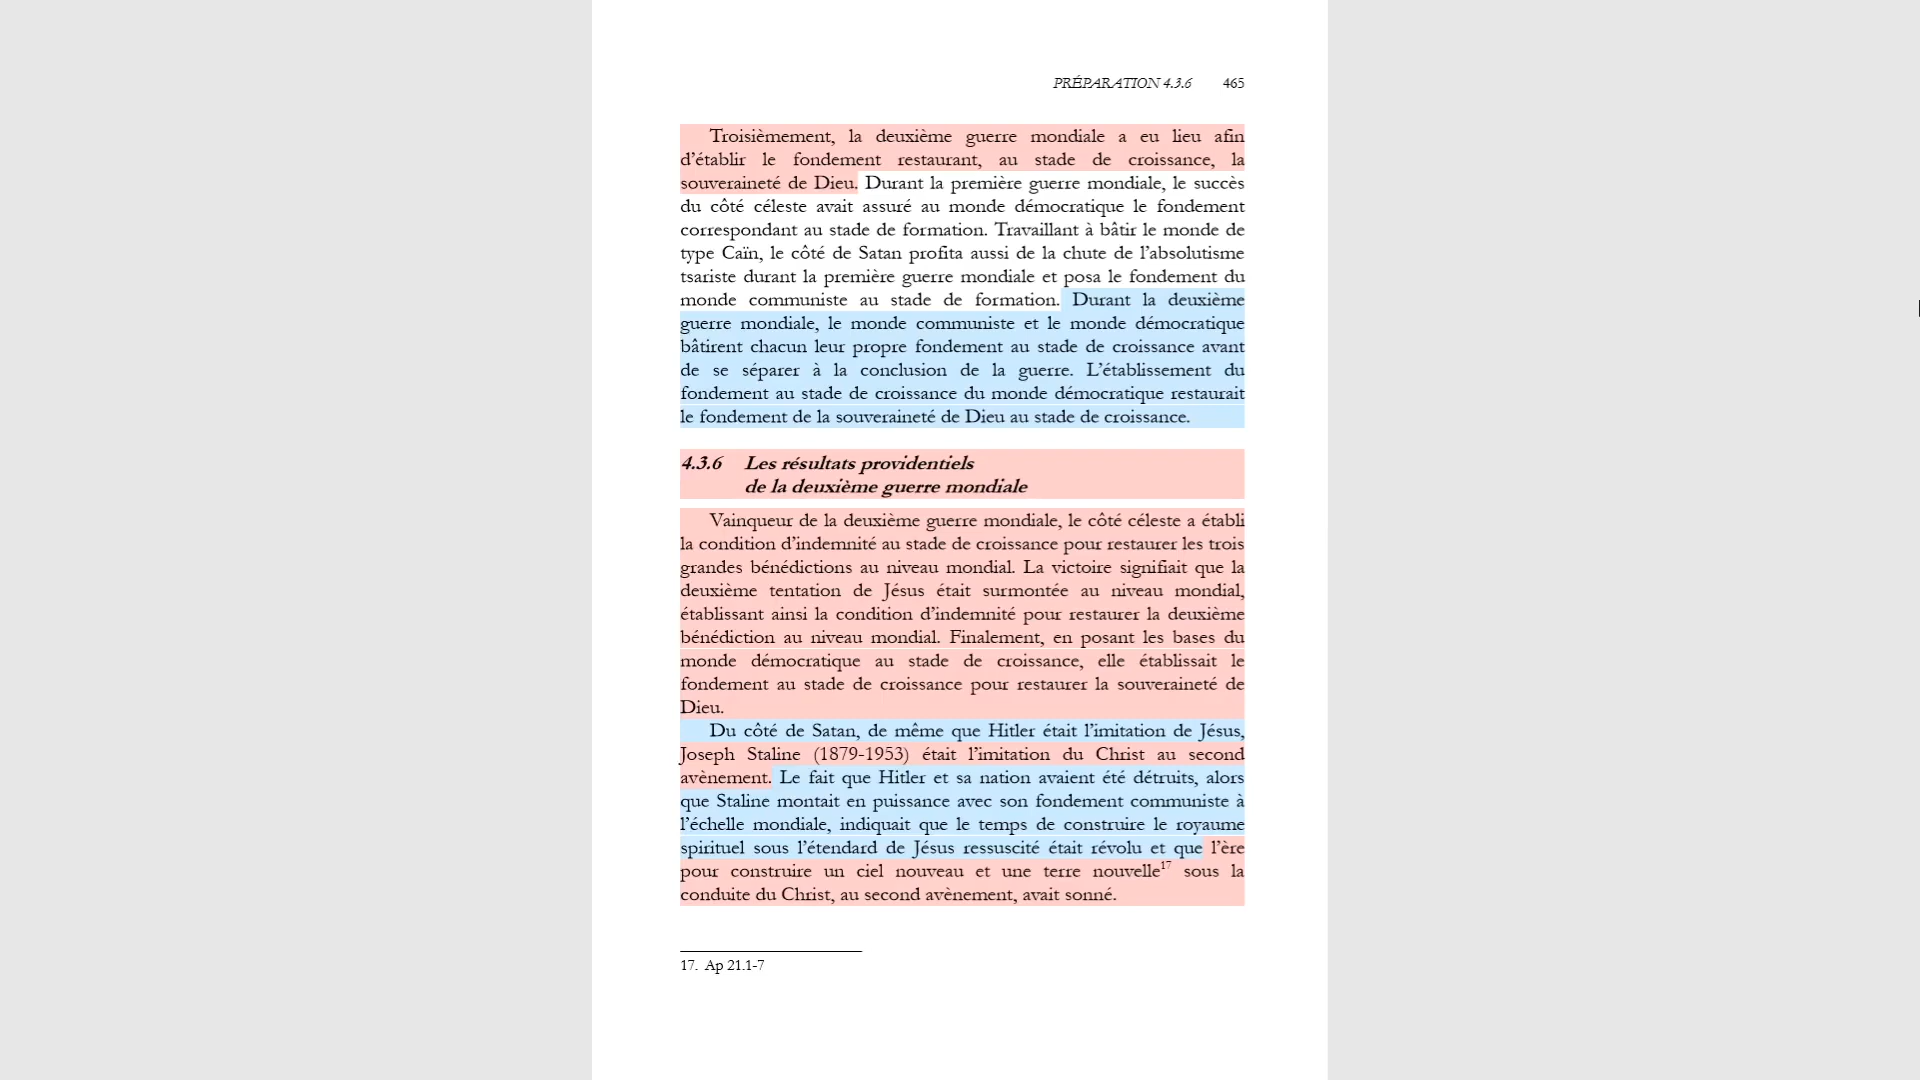 PRÉPARATION 4.3.6 465
Troisièmement, la deuxième guerre mondiale a eu lieu afin
d’établir le fondement restaurant, au stade de croissance, la
souveraineté de Dieu. Durant la première guerre mondiale, le succès
du côté céleste avait assuré au monde démocratique le fondement
correspondant au stade de formation. Travaillant à bâtir le monde de
type Caïn, le côté de Satan profita aussi de la chute de l’absolutisme
tsariste durant la première guerre mondiale et posa le fondement du
monde communiste au stade de formation. Durant la deuxième
guerre mondiale, le monde communiste et le monde démocratique
bâtirent chacun leur propre fondement au stade de croissance avant
de se séparer à la conclusion de la guerre. L’établissement du
fondement au stade de croissance du monde démocratique restaurait
le fondement de la souveraineté de Dieu au stade de croissance.
4.3.6 Les résultats providentiels
de la deuxième guerre mondiale
Vainqueur de la deuxième guerre mondiale, le côté céleste a établi
la condition d’indemnité au stade de croissance pour restaurer les trois
grandes bénédictions au niveau mondial. La victoire signifiait que la
deuxième tentation de Jésus était surmontée au niveau mondial,
établissant ainsi la condition d’indemnité pour restaurer la deuxième
bénédiction au niveau mondial. Finalement, en posant les bases du
monde démocratique au stade de croissance, elle établissait le
fondement au stade de croissance pour restaurer la souveraineté de
Dieu.
Du côté de Satan, de même que Hitler était l’imitation de Jésus,
Joseph Staline (1879-1953) était l’imitation du Christ au second
avènement. Le fait que Hitler et sa nation avaient été détruits, alors
que Staline montait en puissance avec son fondement communiste à
l’échelle mondiale, indiquait que le temps de construire le royaume
spirituel sous l’étendard de Jésus ressuscité était révolu et que l’ère
pour construire un ciel nouveau et une terre nouvelle17 sous la
conduite du Christ, au second avènement, avait sonné.
17. Ap 21.1-7